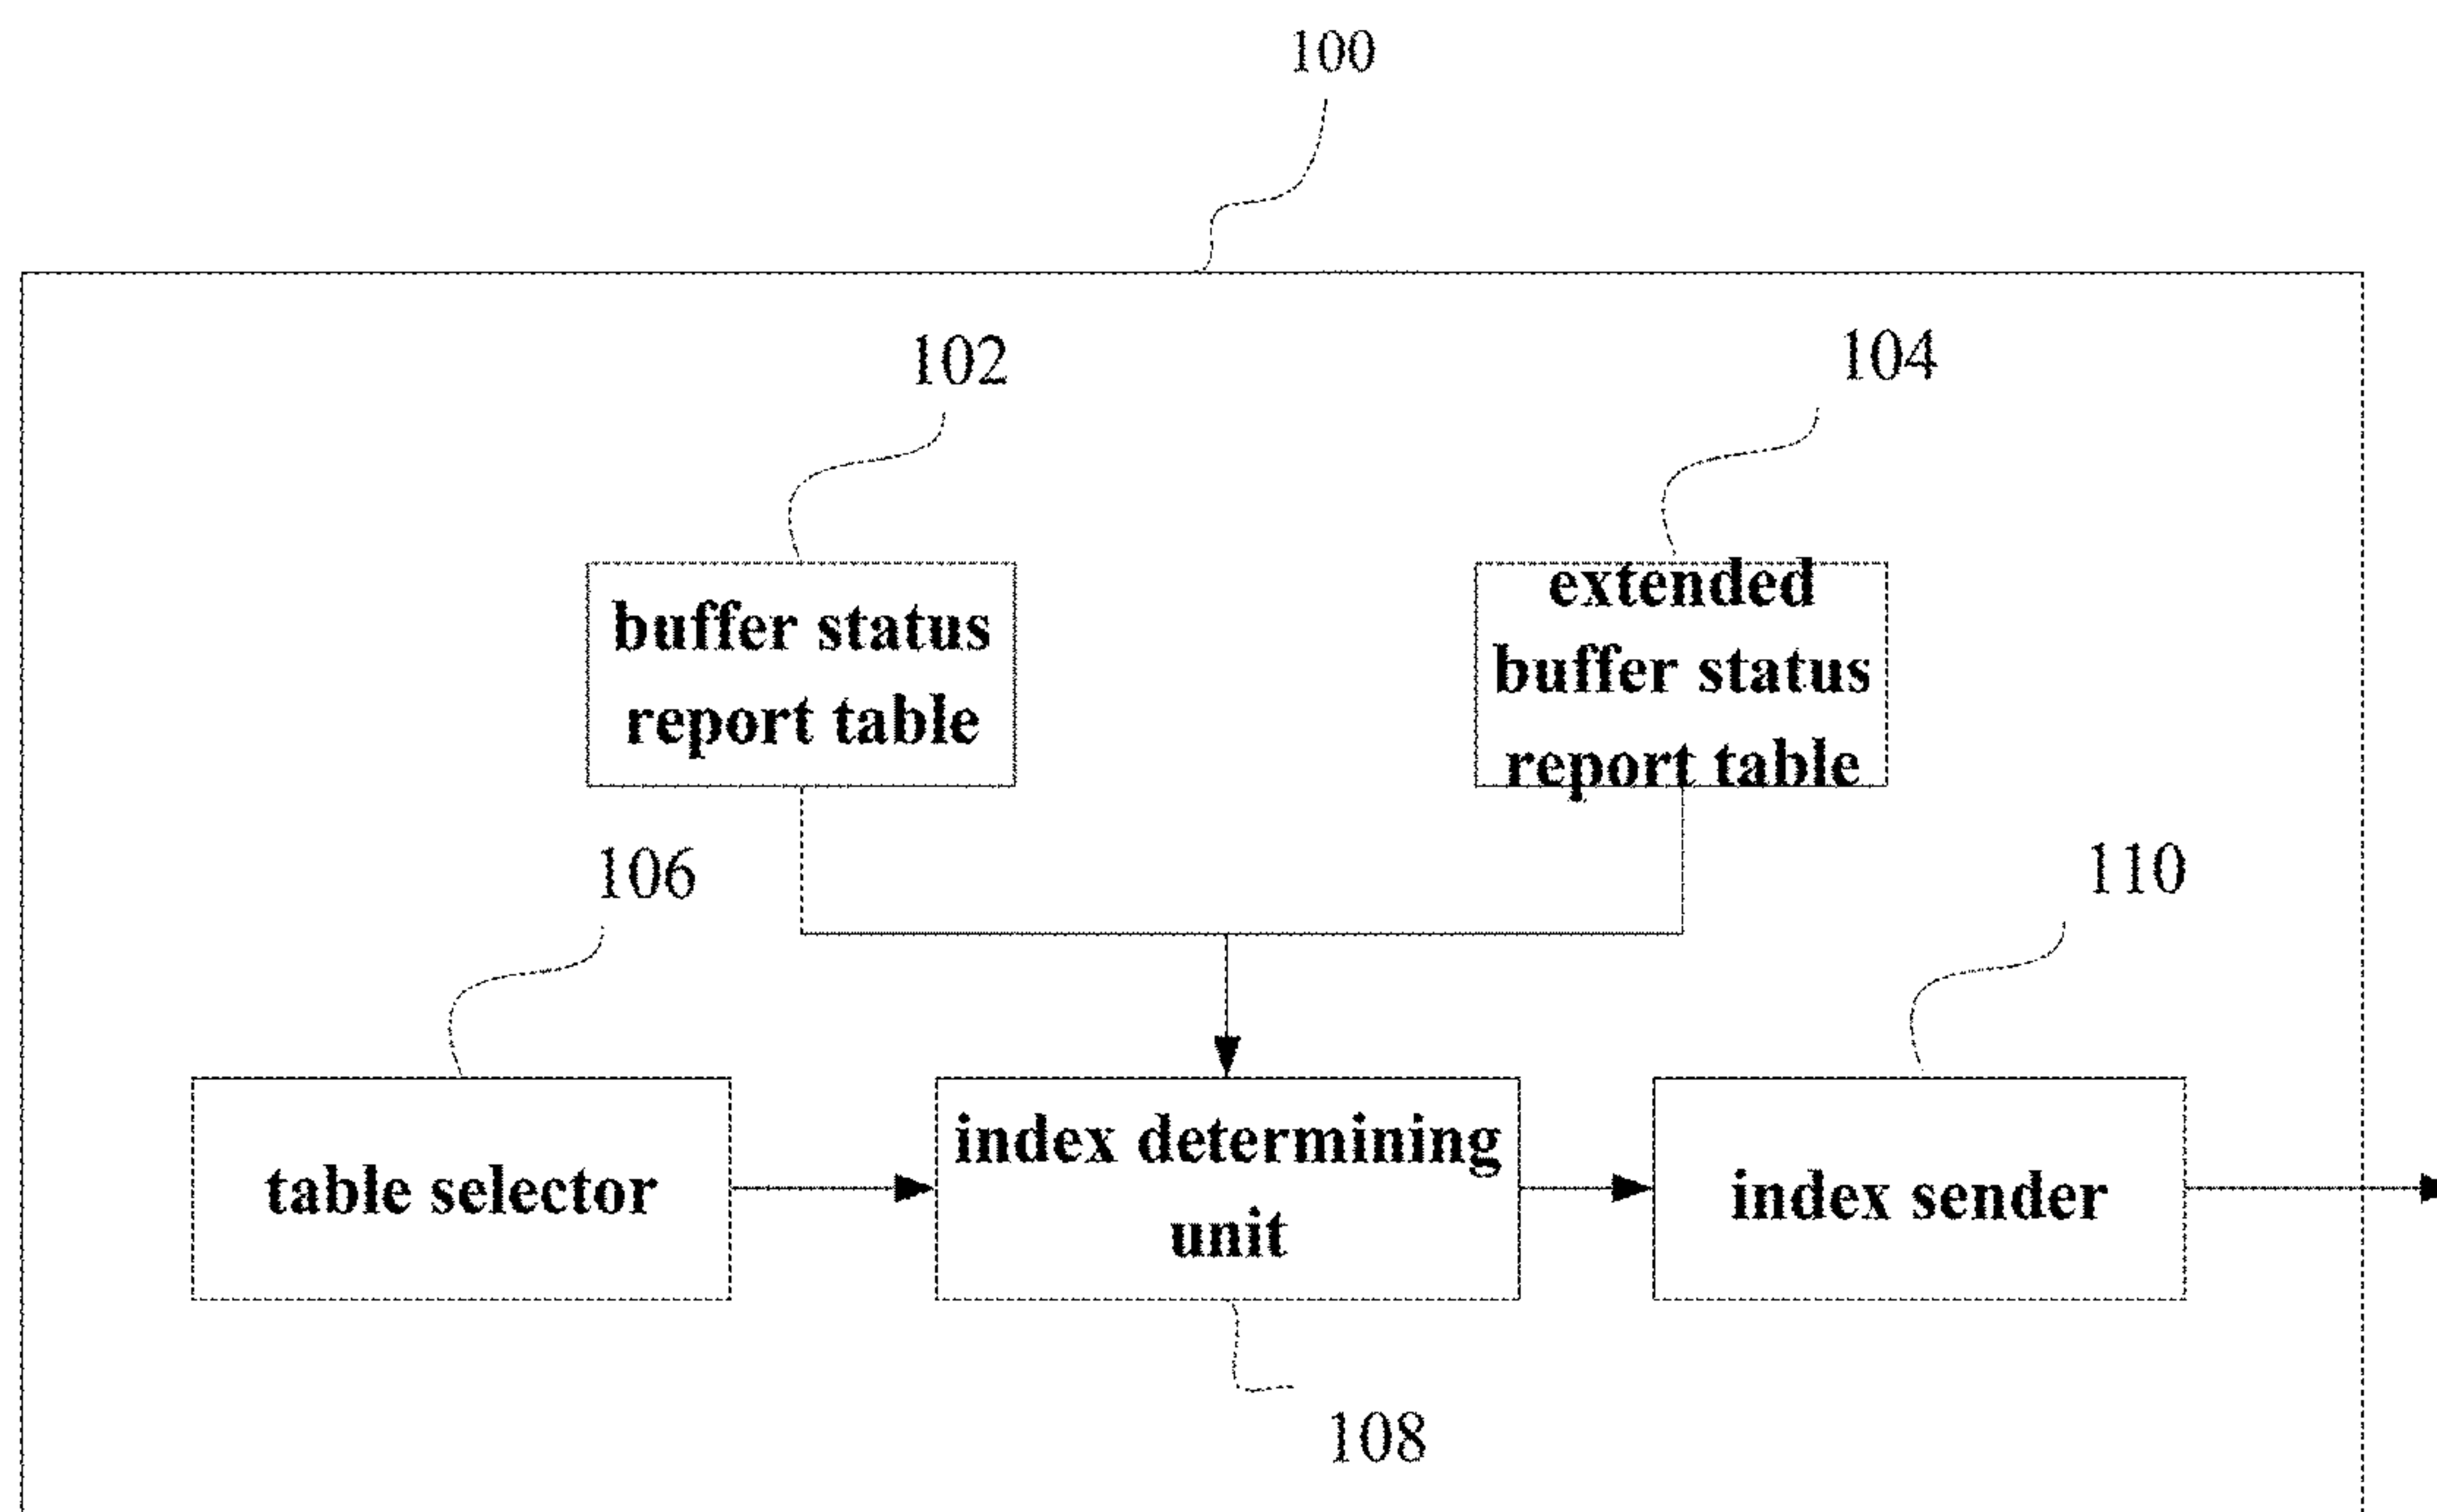 100
102
104
buffer status
report table
extended
buffer status
report table
106
110
table selector
index determining
unit
index sender
108